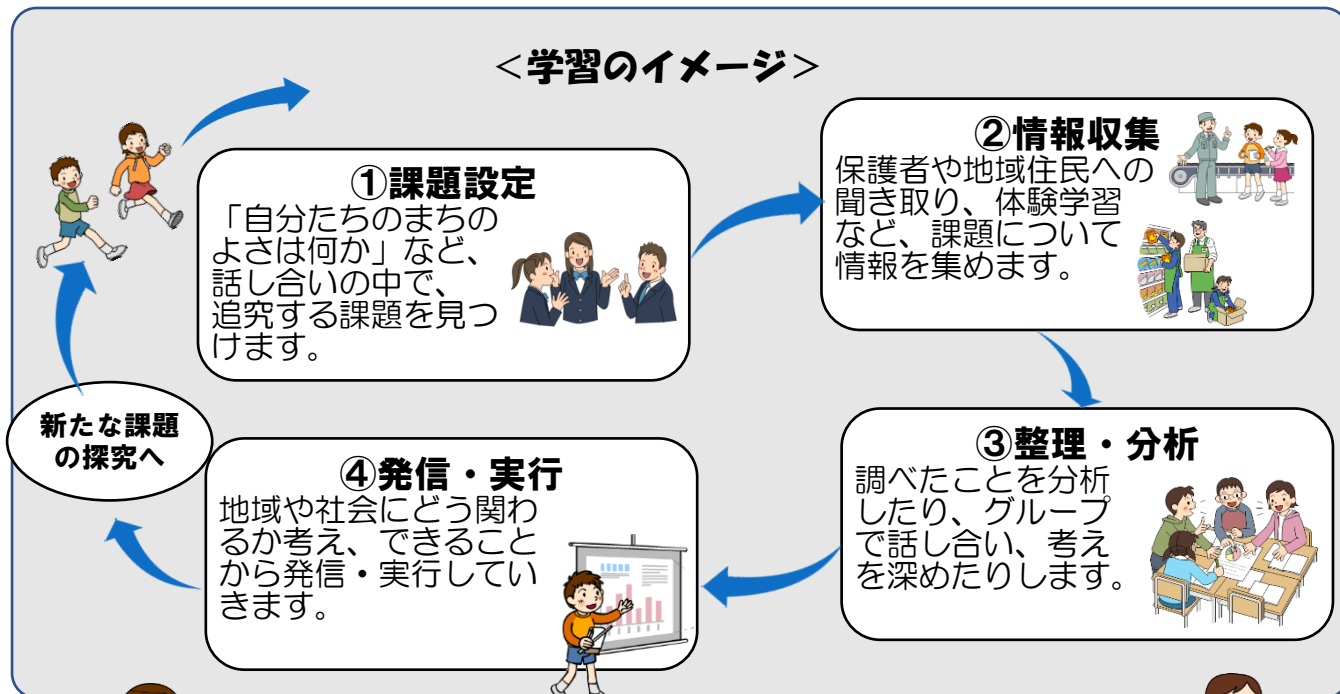 ＜学習のイメージ＞
①課題設定
「自分たちのまちの
よさは何か」など、
話し合いの中で、
追究する課題を見つ
けます。
②情報収集
保護者や地域住民への
聞き取り、体験学習
など、課題について
情報を集めます。
③整理・分析
調べたことを分析
したり、グループ
で話し合い、考え
を深めたりします。
④発信・実行
地域や社会にどう関わ
るか考え、できること
から発信・実行してい
きます。
新たな課題
の探究へ